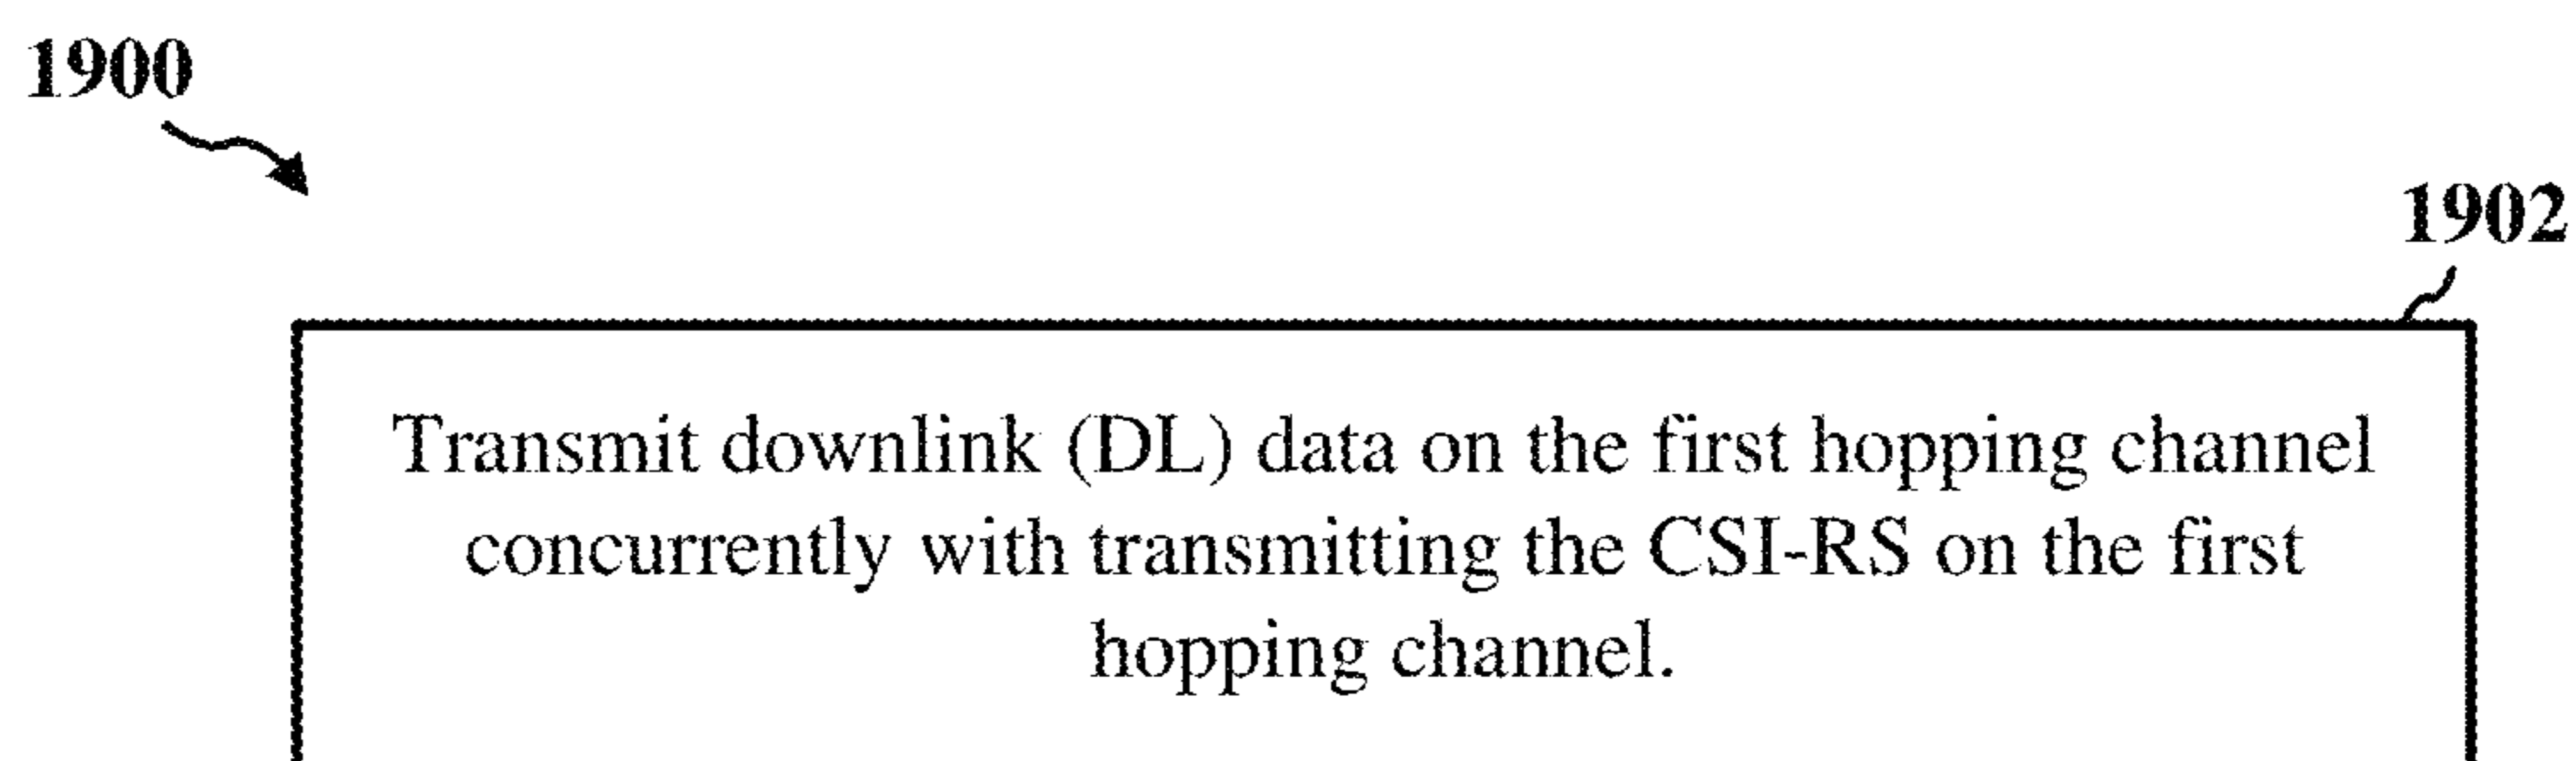 1900
1902
Transmit downlink (DL) data on the first hopping channel
concurrently with transmitting the CSI-RS on the first
hopping channel.